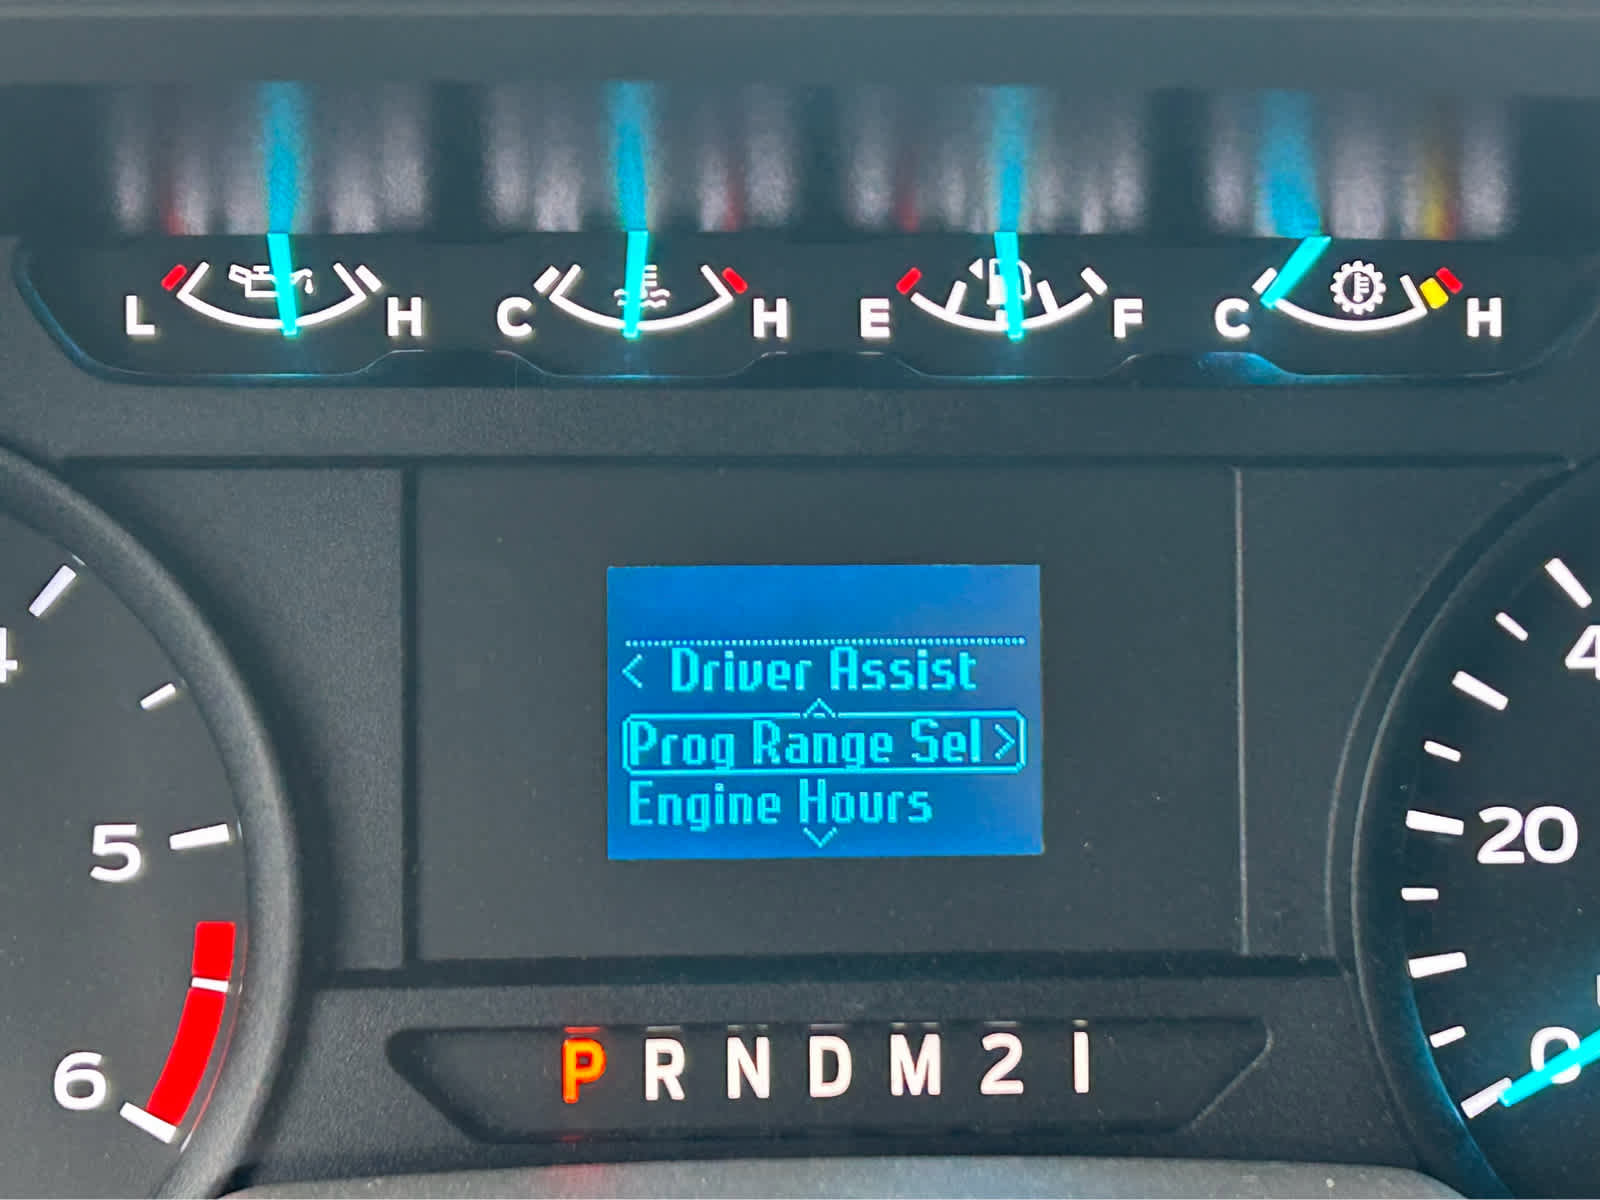 L H C H E F C H
< Driver Assist
Prog Range Sel >
Engine Hours
4
5
6
4
20
0
P R N D M 2 1